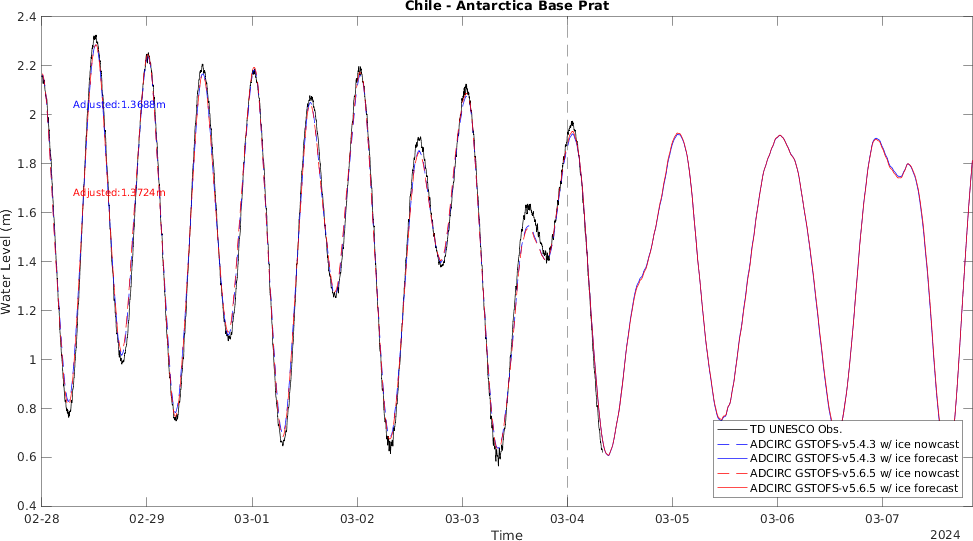 Chile - Antarctica Base Prat
2.4
2.2
2
1.8
1.6
1.4
1.2
1
0.8
0.6
0.4
Water Level (m)
Adjusted:1.3688m
Adjusted:1.3724m
TD UNESCO Obs.
ADCIRC GSTOFS-v5.4.3 w/ ice nowcast
ADCIRC GSTOFS-v5.4.3 w/ ice forecast
ADCIRC GSTOFS-v5.6.5 w/ ice nowcast
ADCIRC GSTOFS-v5.6.5 w/ ice forecast
02-28 02-29 03-01 03-02 03-03 03-04 03-05 03-06 03-07
Time
2024